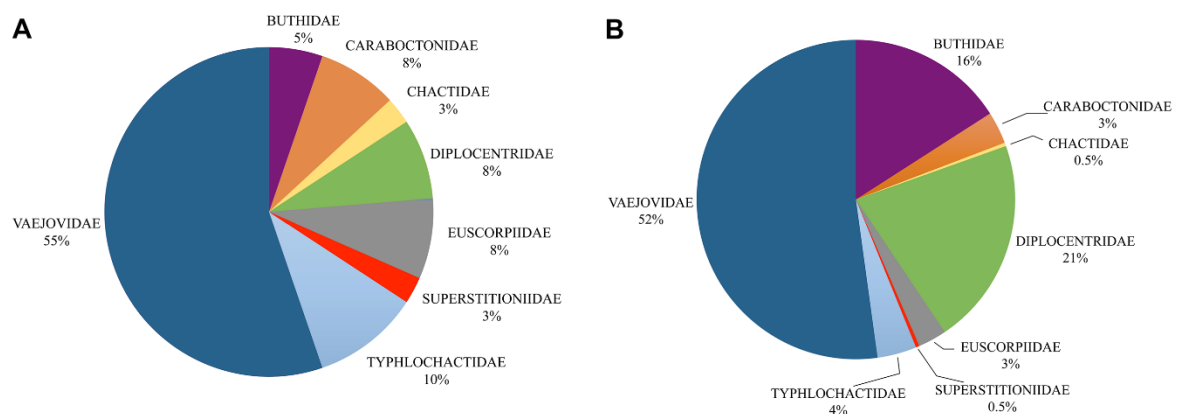 A
BUTHIDAE
5%
CARABOCTONIDAE
8%
CHACTIDAE
3%
DIPLOCENTRIDAE
8%
EUSCORPIIDAE
8%
SUPERSTITIONIIDAE
3%
TYPHLOCHACTIDAE
10%
VAEJOVIDAE
55%
B
BUTHIDAE
16%
CARABOCTONIDAE
3%
CHACTIDAE
0.5%
DIPLOCENTRIDAE
21%
EUSCORPIIDAE
3%
SUPERSTITIONIIDAE
0.5%
TYPHLOCHACTIDAE
4%
VAEJOVIDAE
52%